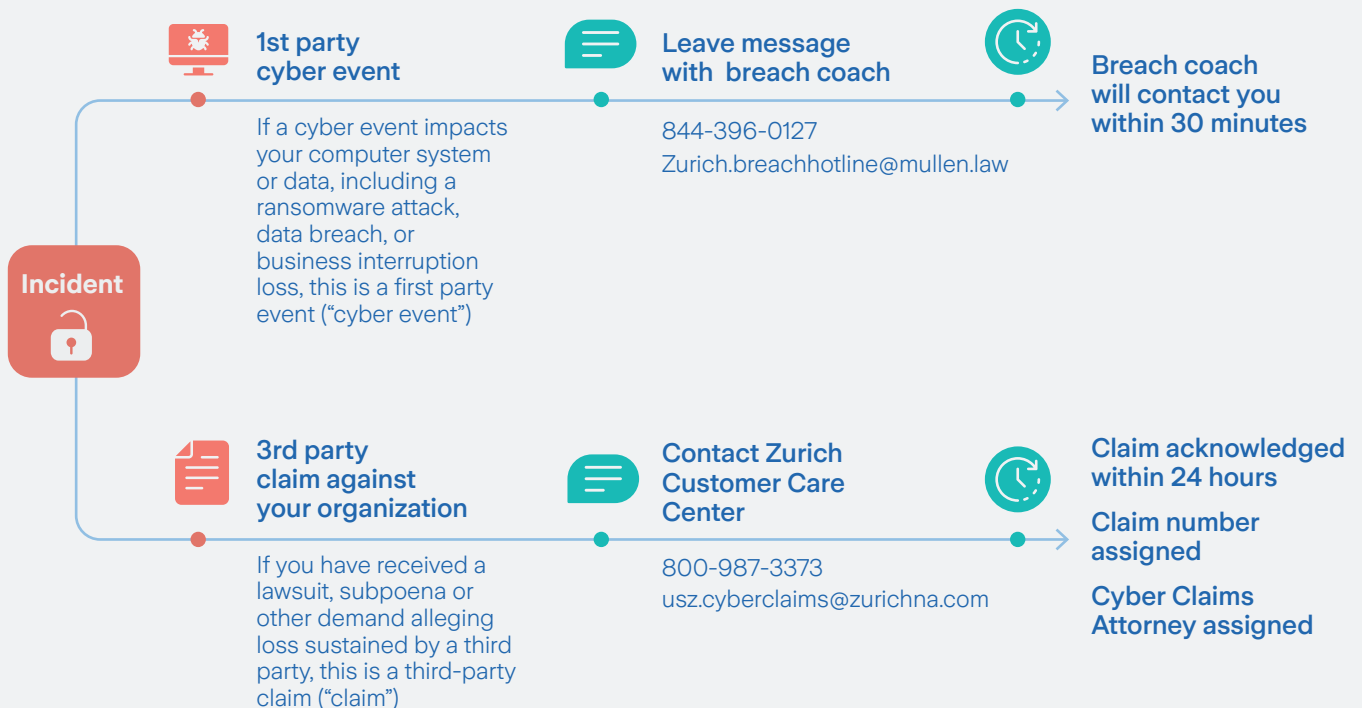 Incident
1st party
cyber event
If a cyber event impacts
your computer system
or data, including a
ransomware attack,
data breach, or
business interruption
loss, this is a first party
event (“cyber event”)
Leave message
with breach coach
844-396-0127
Zurich.breachhotline@mullen.law
Breach coach
will contact you
within 30 minutes
3rd party
claim against
your organization
If you have received a
lawsuit, subpoena or
other demand alleging
loss sustained by a third
party, this is a third-party
claim (“claim”)
Contact Zurich
Customer Care
Center
800-987-3373
usz.cyberclaims@zurichna.com
Claim acknowledged
within 24 hours
Claim number
assigned
Cyber Claims
Attorney assigned